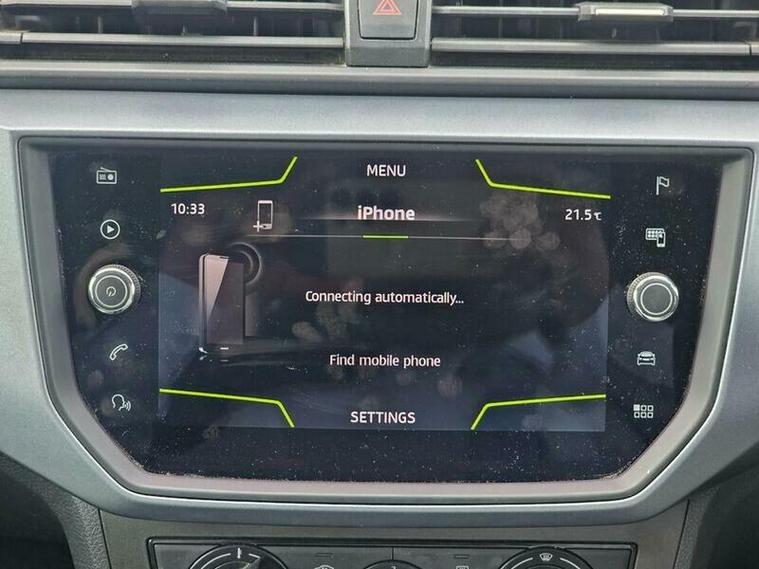 MENU
10:33
iPhone
21.5°C
Connecting automatically...
Find mobile phone
SETTINGS